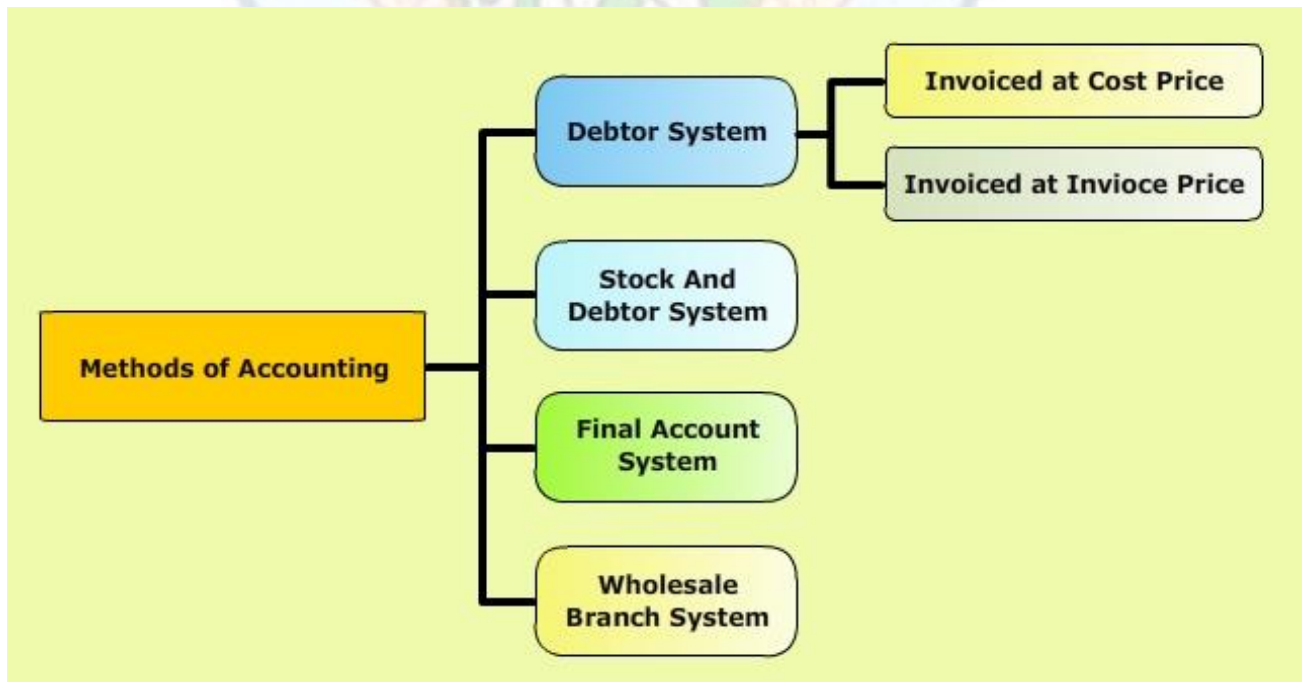 Methods of Accounting
Debtor System
Invoiced at Cost Price
Invoiced at Invioce Price
Stock And
Debtor System
Final Account
System
Wholesale
Branch System